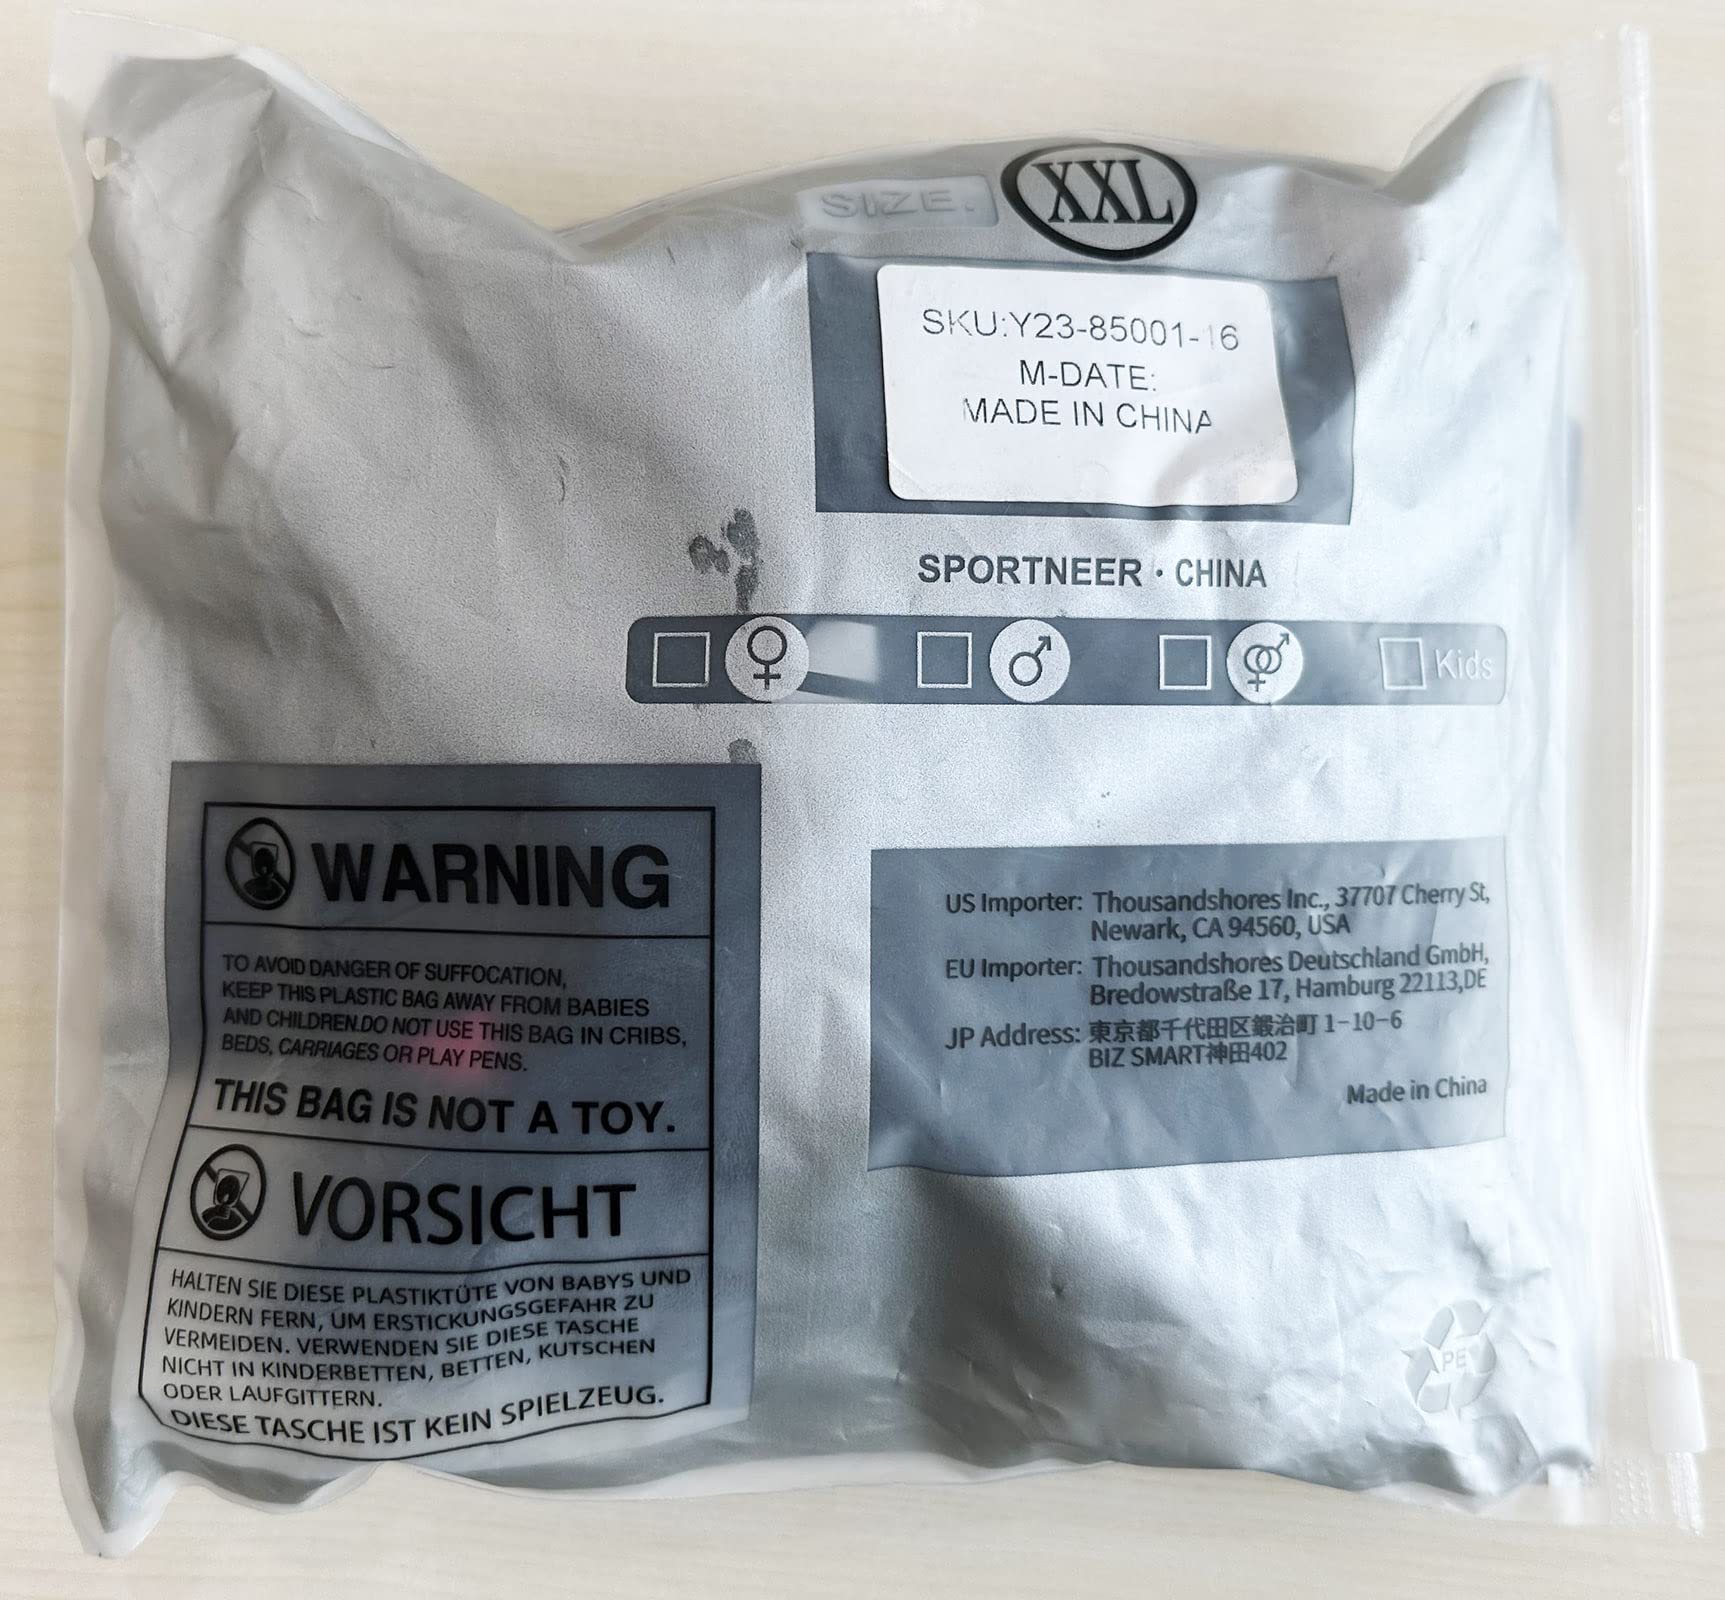 SIZE.
XXL
SKU:Y23-85001-16
M-DATE:
MADE IN CHINA
SPORTNEER · CHINA
Kids
WARNING
TO AVOID DANGER OF SUFFOCATION,
KEEP THIS PLASTIC BAG AWAY FROM BABIES
AND CHILDREN.DO NOT USE THIS BAG IN CRIBS,
BEDS, CARRIAGES OR PLAY PENS.
THIS BAG IS NOT A TOY.
VORSICHT
HALTEN SIE DIESE PLASTIKTÜTE VON BABYS UND
KINDERN FERN, UM ERSTICKUNGSGEFAHR ZU
VERMEIDEN. VERWENDEN SIE DIESE TASCHE
NICHT IN KINDERBETTEN, BETTEN, KUTSCHEN
ODER LAUFGITTERN.
DIESE TASCHE IST KEIN SPIELZEUG.
US Importer: Thousandshores Inc., 37707 Cherry St,
Newark, CA 94560, USA
EU Importer: Thousandshores Deutschland GmbH,
Bredowstraße 17, Hamburg 22113,DE
JP Address: 東京都千代田区鍛治町 1-10-6
BIZ SMART神田402
Made in China
PE